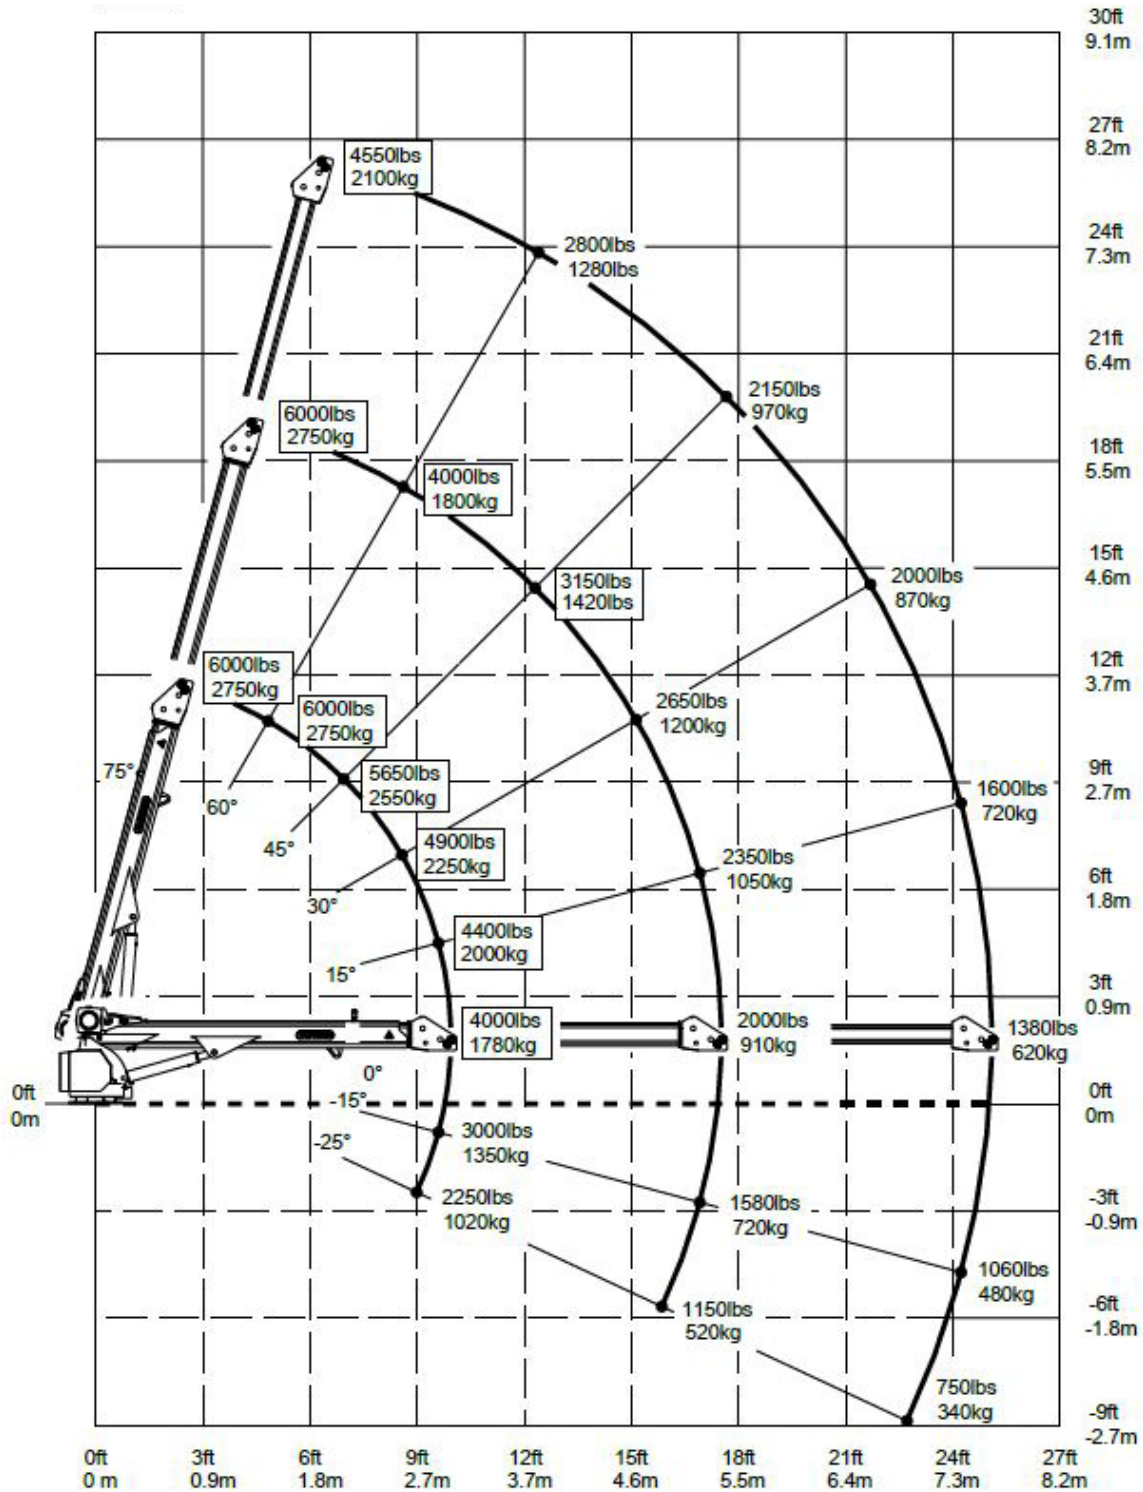 30ft
9.1m
27ft
8.2m
4550lbs
2100kg
2800lbs
1280lbs
24ft
7.3m
21ft
6.4m
2150lbs
970kg
6000lbs
2750kg
18ft
5.5m
4000lbs
1800kg
15ft
4.6m
2000lbs
870kg
3150lbs
1420lbs
12ft
3.7m
6000lbs
2750kg
6000lbs
2750kg
2650lbs
1200kg
75°
5650lbs
2550kg
9ft
2.7m
1600lbs
720kg
60°
45°
4900lbs
2250kg
2350lbs
1050kg
6ft
1.8m
30°
4400lbs
2000kg
15°
3ft
0.9m
4000lbs
1780kg
2000lbs
910kg
1380lbs
620kg
0°
0ft
0m
0ft
0m
-15°
3000lbs
1350kg
-25°
2250lbs
1020kg
1580lbs
720kg
-3ft
-0.9m
1060lbs
480kg
1150lbs
520kg
-6ft
-1.8m
750lbs
340kg
-9ft
-2.7m
0ft 3ft 6ft 9ft 12ft 15ft 18ft 21ft 24ft 27ft
0 m 0.9m 1.8m 2.7m 3.7m 4.6m 5.5m 6.4m 7.3m 8.2m